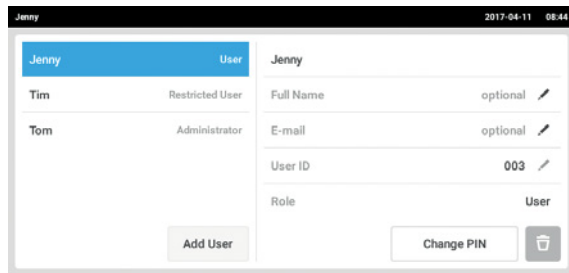 Jenny 2017-04-11 08:44
Jenny User
Tim Restricted User
Tom Administrator
Add User
Jenny
Full Name optional
E-mail optional
User ID 003
Role User
Change PIN